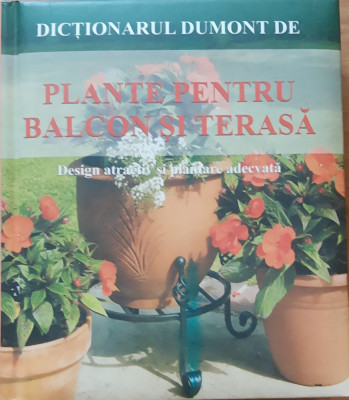 DICȚIONARUL DUMONT DE
PLANTE PENTRU
BALCON ȘI TERASĂ
Design atractiv și plantare adecvată